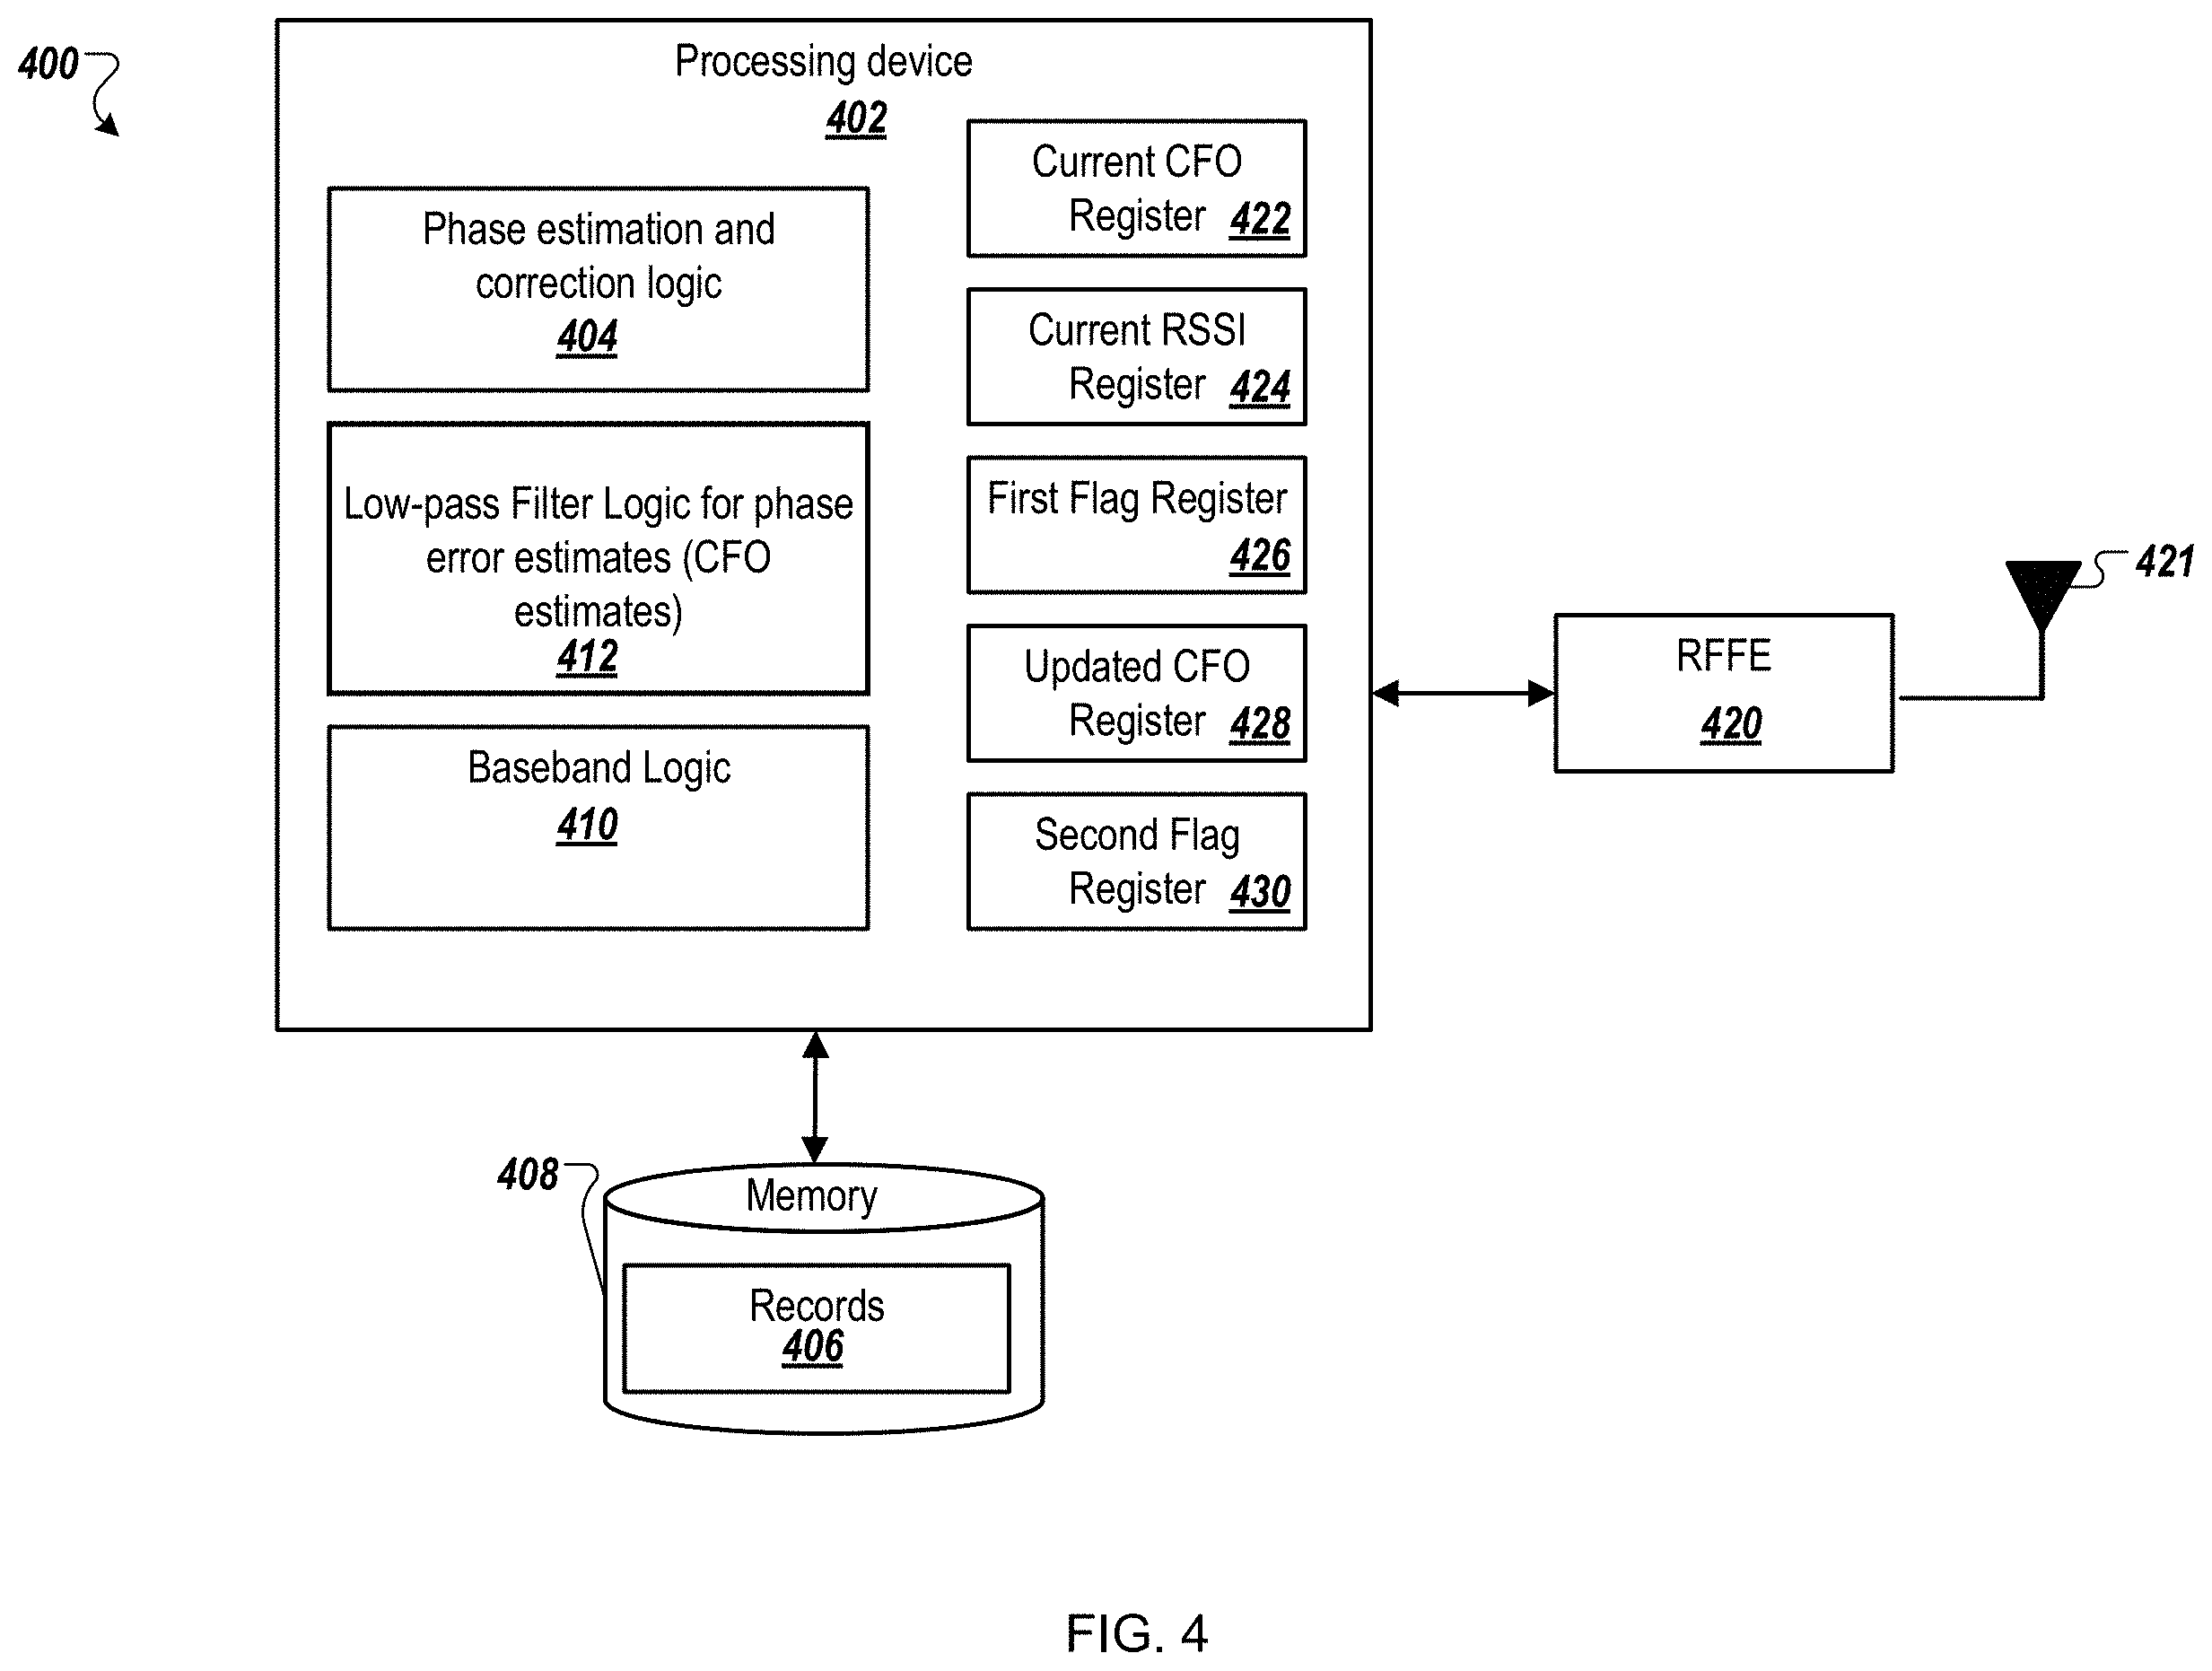 400
Processing device
402
Phase estimation and
correction logic
404
Low-pass Filter Logic for phase
error estimates (CFO
estimates)
412
Baseband Logic
410
Current CFO
Register 422
Current RSSI
Register 424
First Flag Register
426
Updated CFO
Register 428
Second Flag
Register 430
RFFE
420
421
408
Memory
Records
406
FIG. 4